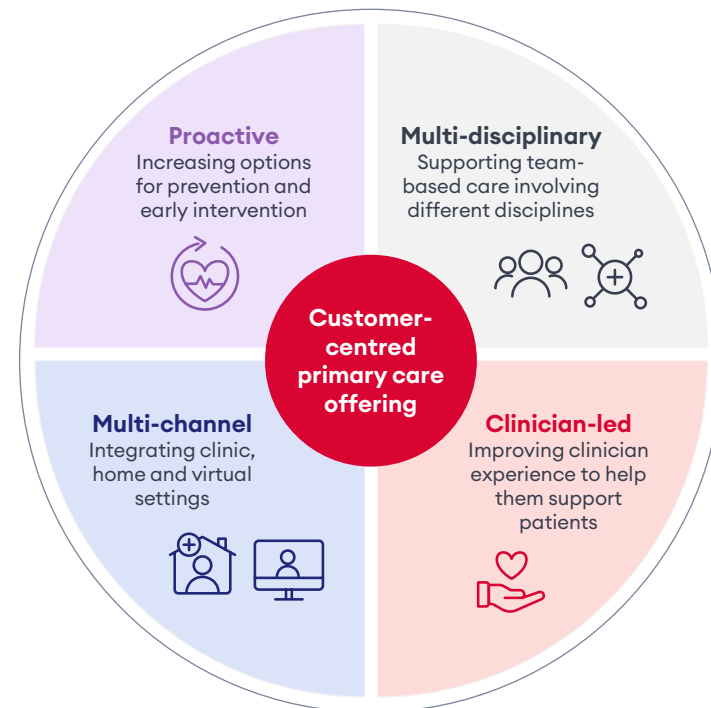 Proactive
Increasing options
for prevention and
early intervention
Multi-disciplinary
Supporting team-
based care involving
different disciplines
Customer-
centred
primary care
offering
Multi-channel
Integrating clinic,
home and virtual
settings
Clinician-led
Improving clinician
experience to help
them support
patients